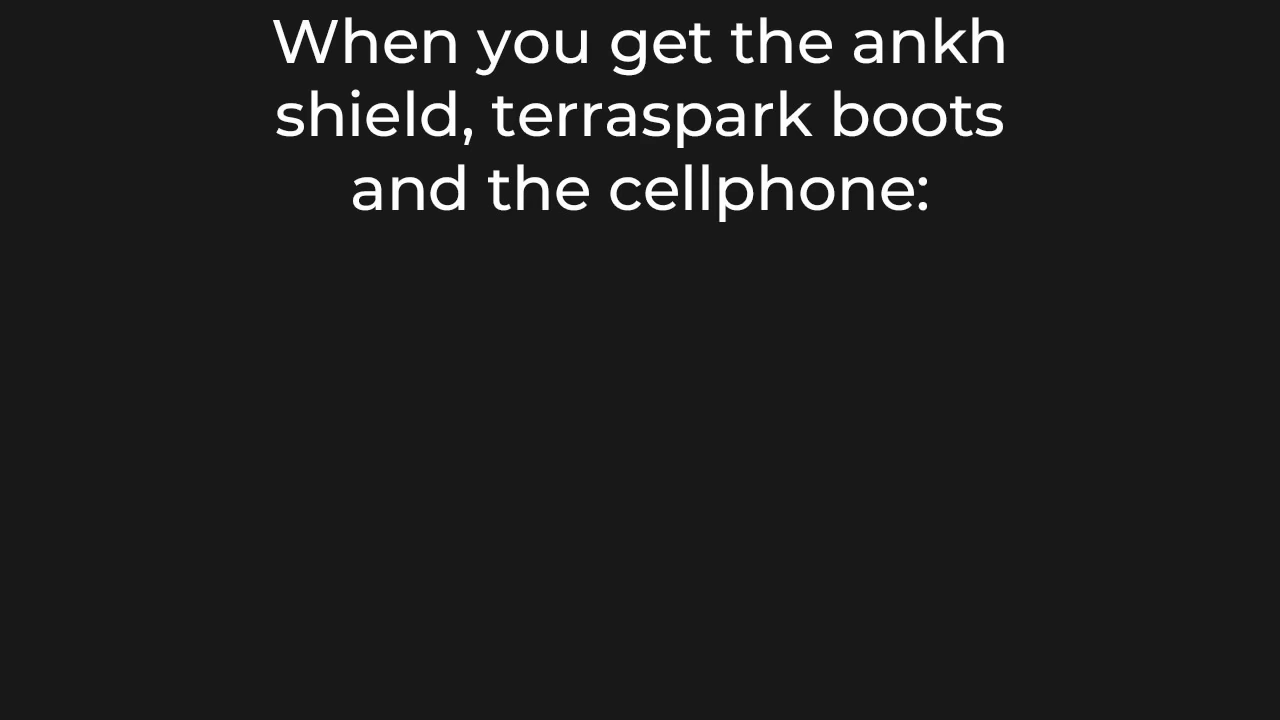 When you get the ankh
shield, terraspark boots
and the cellphone: